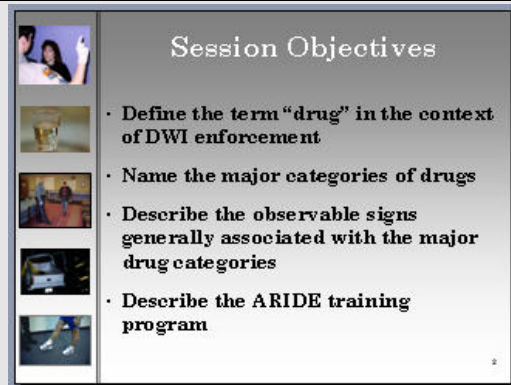 Session Objectives
· Define the term “drug” in the context
of DWI enforcement
· Name the major categories of drugs
· Describe the observable signs
generally associated with the major
drug categories
· Describe the ARIDE training
program
2